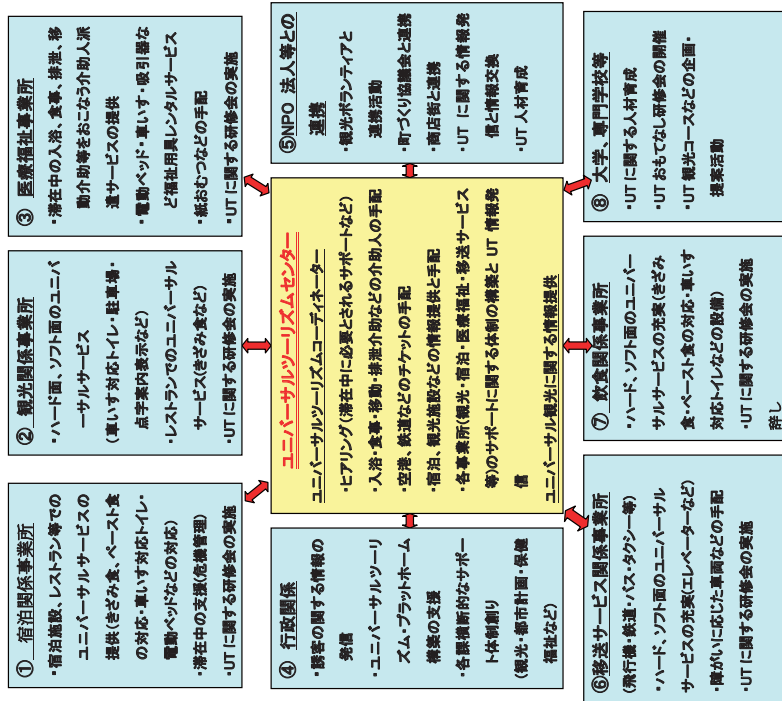 ① 宿泊関係事業所
・宿泊施設、レストラン等での
ユニバーサルサービスの
提供(きざみ食、ペースト食
の対応・車いす対応トイレ・
電動ベッドなどの対応)
・滞在中の支援(危機管理)
・UTに関する研修会の実施
② 観光関係事業所
・ハード面、ソフト面のユニバ
ーサルサービス
(車いす対応トイレ・駐車場・
点字案内表示など)
・レストランでのユニバーサル
サービス(きざみ食など)
・UTに関する研修会の実施
③ 医療福祉事業所
・滞在中の入浴、食事、排泄、移
動介助等をおこなう介助人派
遣サービスの提供
・電動ベッド・車いす・吸引器な
ど福祉用具レンタルサービス
・紙おむつなどの手配
・UTに関する研修会の実施
④ 行政関係
・誘客の関する情報の
発信
・ユニバーサルツーリ
ズム・プラットホーム
構築の支援
・各課横断的なサポー
ト体制創り
(観光・都市計画・保健
福祉など)
ユニバーサルツーリズムセンター
ユニバーサルツーリズムコーディネーター
・ヒアリング(滞在中に必要とされるサポートなど)
・入浴・食事・移動・排泄介助などの介助人の手配
・空港、鉄道などのチケットの手配
・宿泊、観光施設などの情報提供と手配
・各事業所(観光・宿泊・医療福祉・移送サービス
等)のサポートに関する体制の構築と UT 情報発
信
ユニバーサル観光に関する情報提供
⑤NPO 法人等との
連携
・観光ボランティアと
連携活動
・町づくり協議会と連携
・商店街と連携
・UT に関する情報発
信と情報交換
・UT 人材育成
⑥移送サービス関係事業所
(飛行機・鉄道・バス・タクシー等)
・ハード、ソフト面のユニバーサル
サービスの充実(エレベーターなど)
・障がいに応じた車両などの手配
・UTに関する研修会の実施
⑦ 飲食関係事業所
・ハード、ソフト面のユニバー
サルサービスの充実(きざみ
食・ペースト食の対応・車いす
対応トイレなどの設備)
・UTに関する研修会の実施
辞し
⑧ 大学、専門学校等
・UTに関する人材育成
・UTおもてなし研修会の開催
・UT 観光コースなどの企画・
提案活動